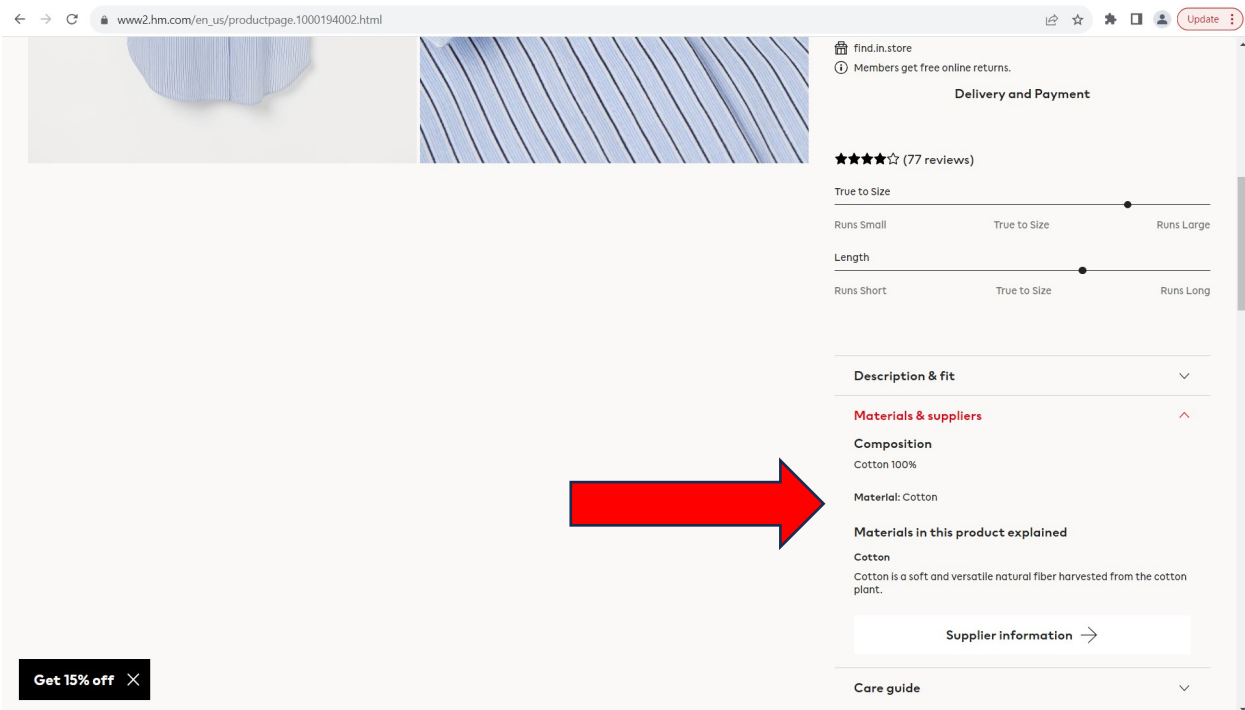 www2.hm.com/en_us/productpage.1000194002.html
Update
find.in.store
Members get free online returns.
Delivery and Payment
(77 reviews)
True to Size
Runs Small True to Size Runs Large
Length
Runs Short True to Size Runs Long
Description & fit
Materials & suppliers
Composition
Cotton 100%
Material: Cotton
Materials in this product explained
Cotton
Cotton is a soft and versatile natural fiber harvested from the cotton
plant.
Supplier information
Get 15% off
Care guide